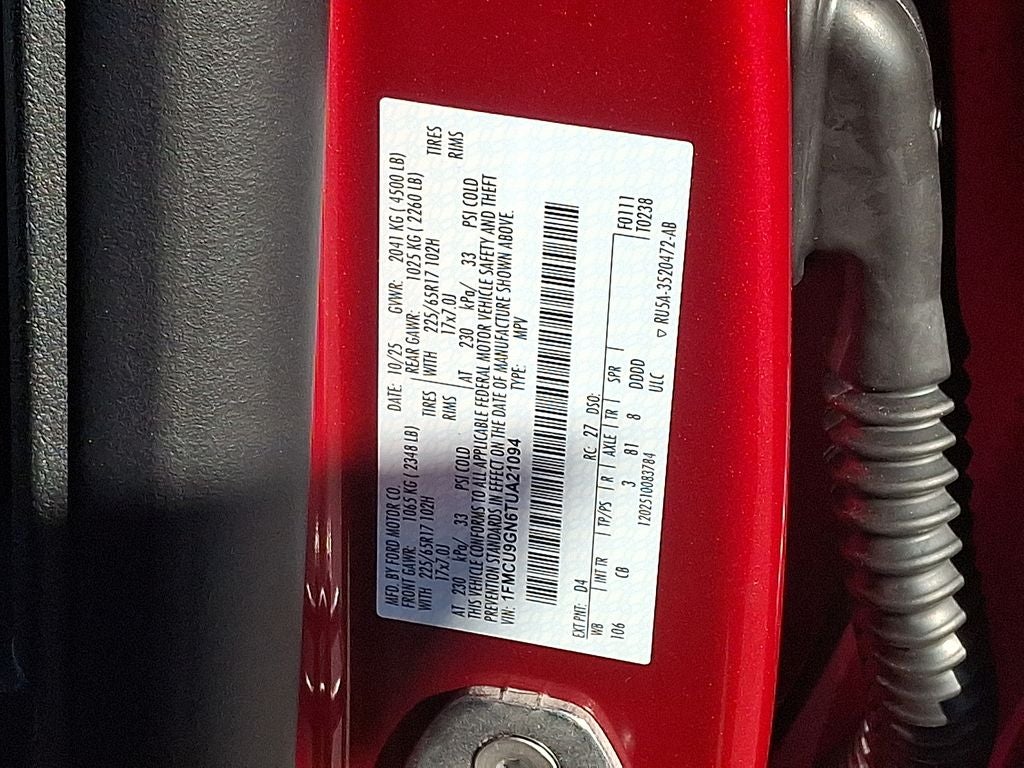 MFD. BY FORD MOTOR CO. DATE: 10/25 GVWR: 2041 KG ( 4500 LB)
FRONT GAWR: 1065 KG ( 2348 LB) REAR GAWR: 1025 KG ( 2260 LB)
WITH 225/65R17 102H TIRES WITH 225/65R17 102H TIRES
17x7.0J RIMS 17x7.0J RIMS
AT 230 kPa/ 33 PSI COLD AT 230 kPa/ 33 PSI COLD
THIS VEHICLE CONFORMS TO ALL APPLICABLE FEDERAL MOTOR VEHICLE SAFETY AND THEFT
PREVENTION STANDARDS IN EFFECT ON THE DATE OF MANUFACTURE SHOWN ABOVE.
VIN: 1FMCU9GN6TUA21094 TYPE: MPV
EXT PNT: D4 RC: 27 DSO: F0111
WB INT TR TP/PS R AXLE TR SPR T0238
106 CB 3 81 8 DDDD
1202510083784 ULC
▽ RU5A-3520472-AB